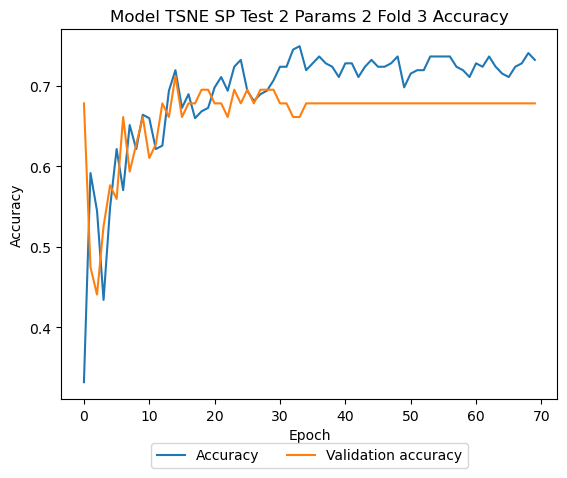 Model TSNE SP Test 2 Params 2 Fold 3 Accuracy
0.7
0.6
0.5
0.4
Accuracy
0 10 20 30 40 50 60 70
Epoch
Accuracy Validation accuracy